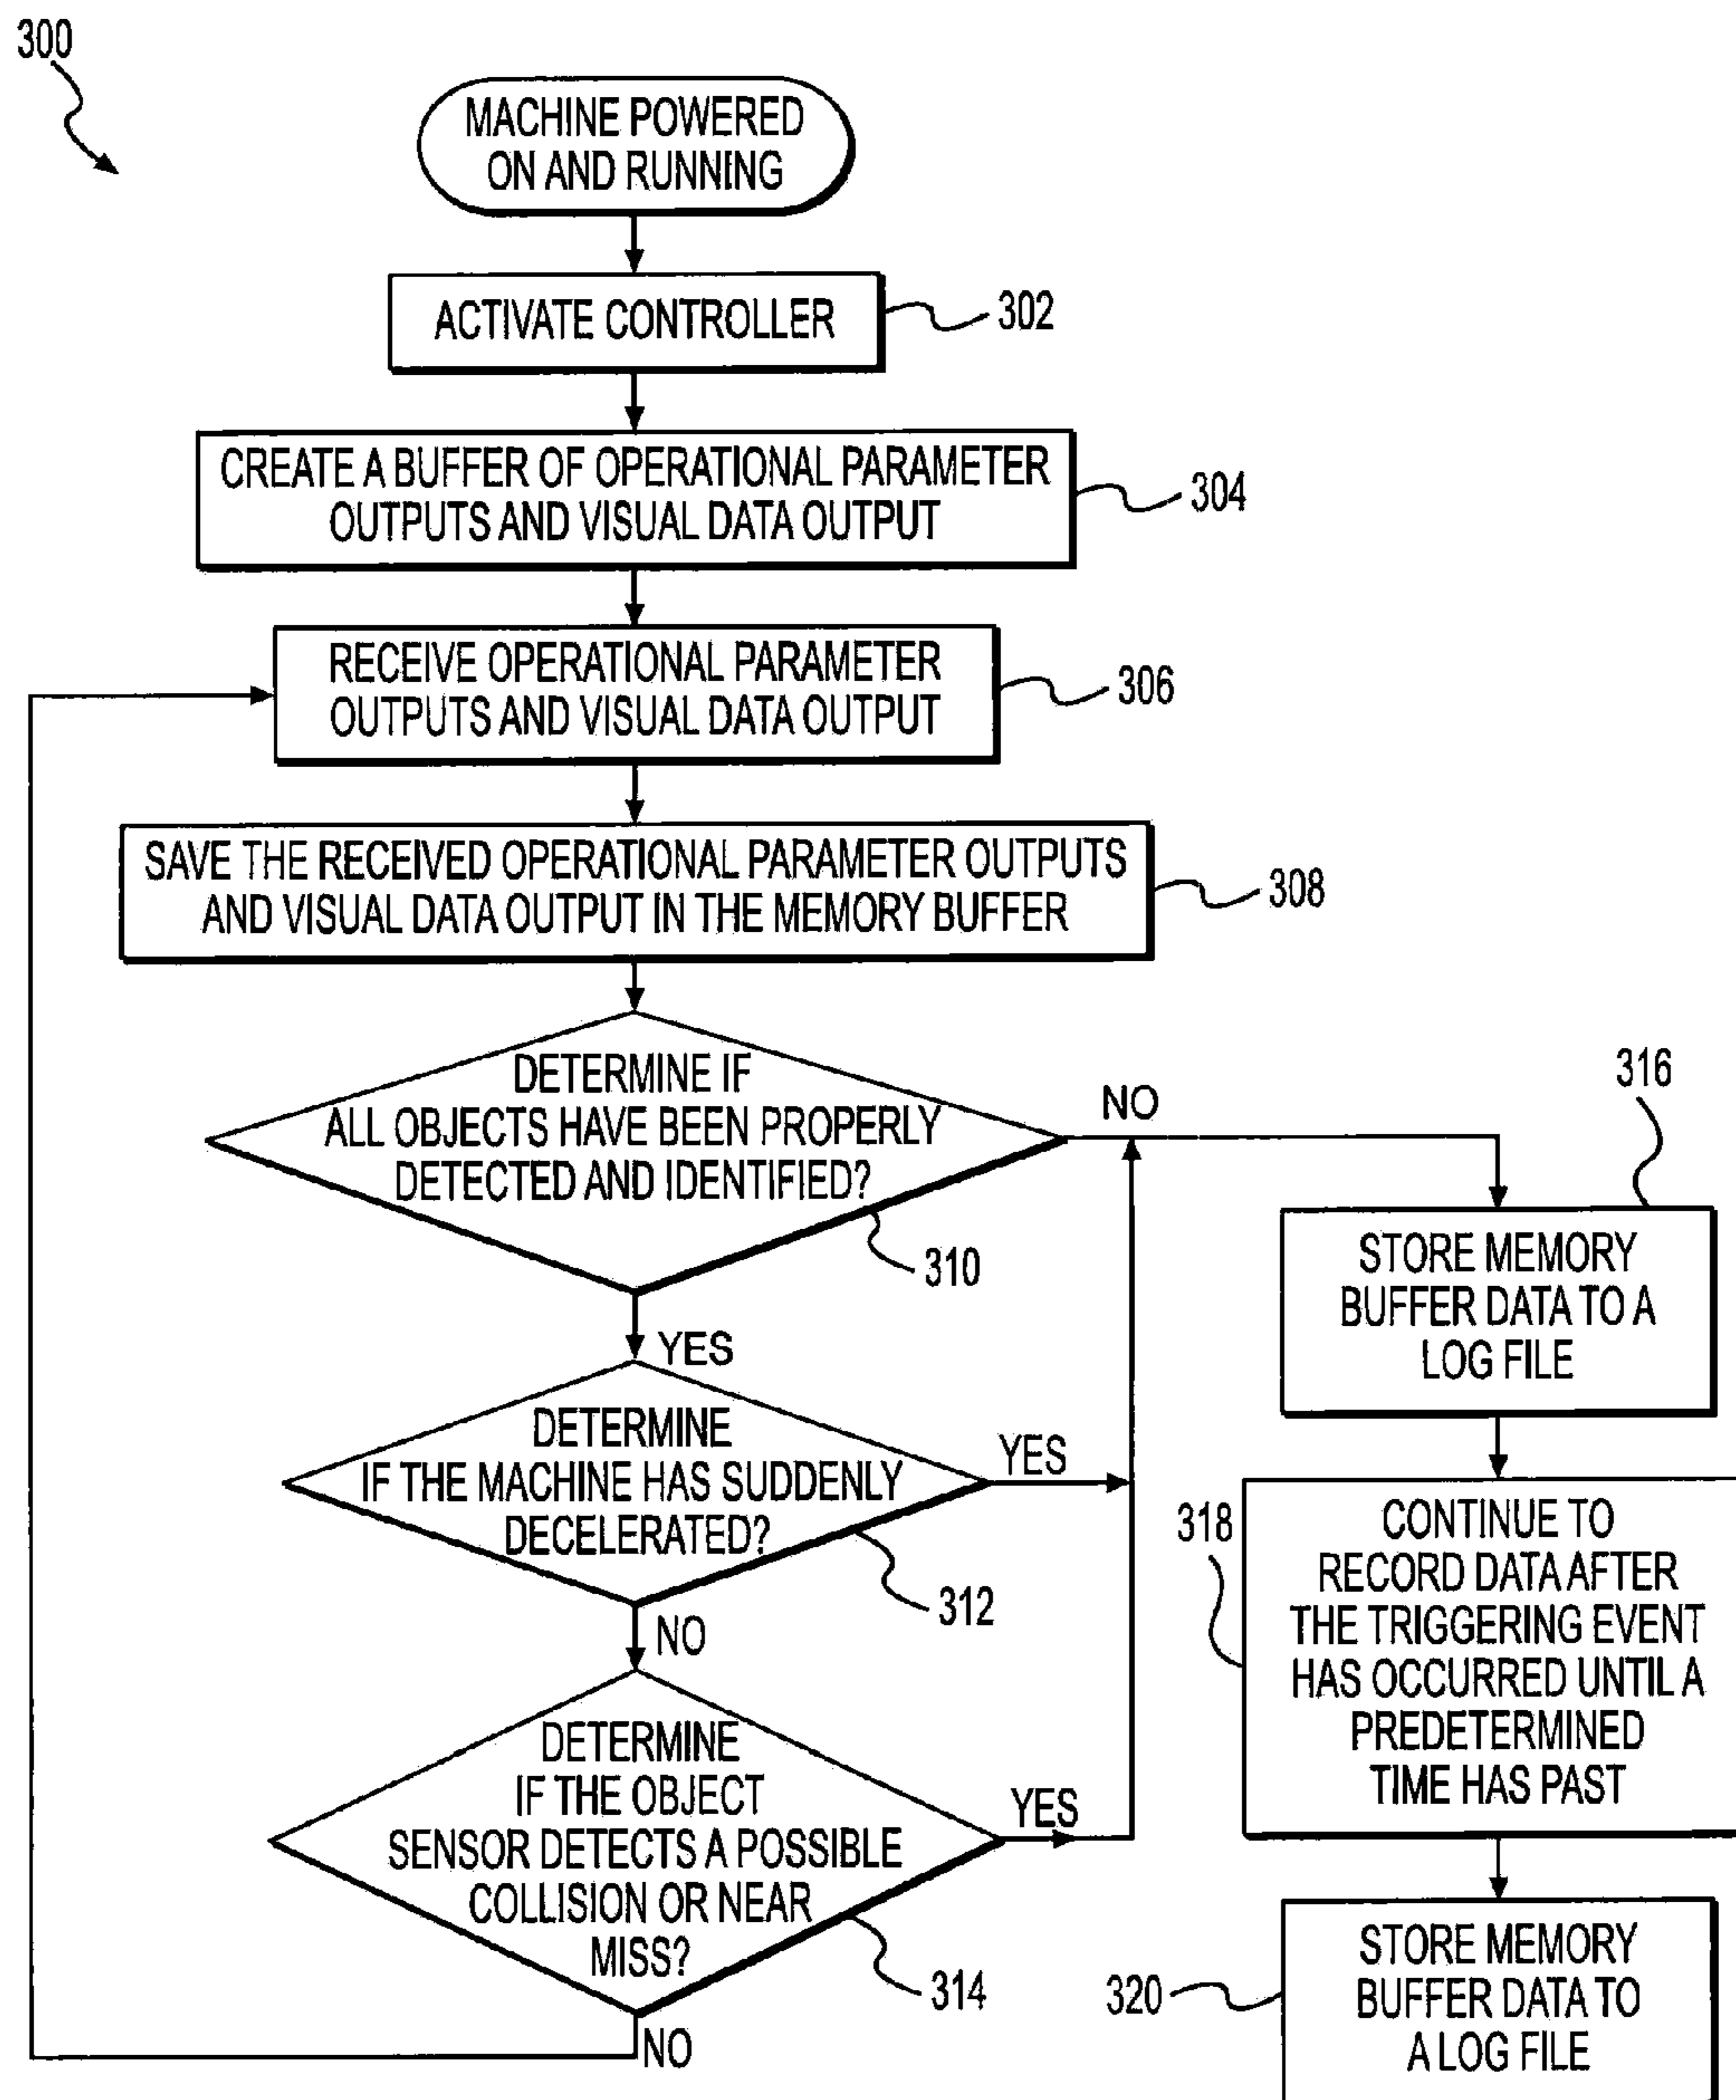 300
MACHINE POWERED
ON AND RUNNING
ACTIVATE CONTROLLER
302
CREATE A BUFFER OF OPERATIONAL PARAMETER
OUTPUTS AND VISUAL DATA OUTPUT
304
RECEIVE OPERATIONAL PARAMETER
OUTPUTS AND VISUAL DATA OUTPUT
306
SAVE THE RECEIVED OPERATIONAL PARAMETER OUTPUTS
AND VISUAL DATA OUTPUT IN THE MEMORY BUFFER
308
DETERMINE IF
ALL OBJECTS HAVE BEEN PROPERLY
DETECTED AND IDENTIFIED?
310
NO
YES
DETERMINE
IF THE MACHINE HAS SUDDENLY
DECELERATED?
312
YES
NO
DETERMINE
IF THE OBJECT
SENSOR DETECTS A POSSIBLE
COLLISION OR NEAR
MISS?
314
YES
NO
316
STORE MEMORY
BUFFER DATA TO A
LOG FILE
318
CONTINUE TO
RECORD DATA AFTER
THE TRIGGERING EVENT
HAS OCCURRED UNTIL A
PREDETERMINED
TIME HAS PAST
320
STORE MEMORY
BUFFER DATA TO
A LOG FILE